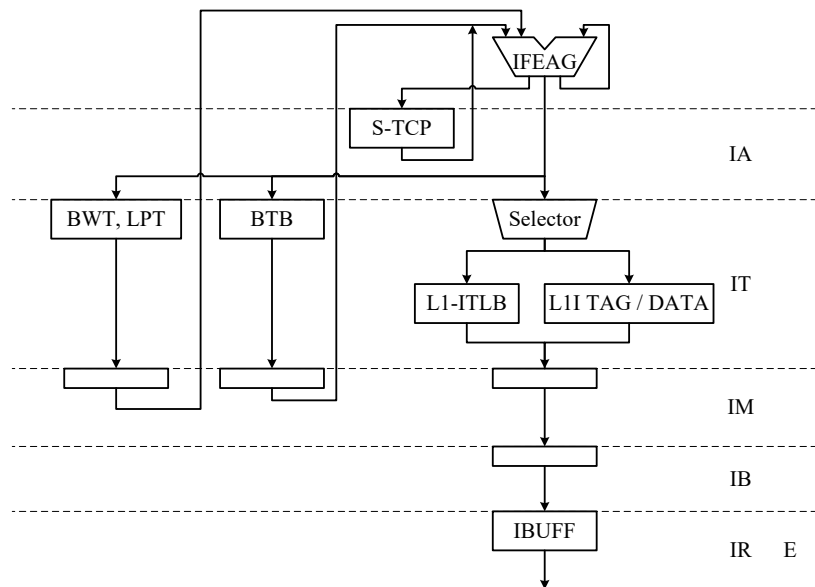 IFEAG
S-TCP
IA
BWT, LPT
BTB
Selector
IT
L1-ITLB
L1I TAG / DATA
IM
IB
IBUFF
IR E